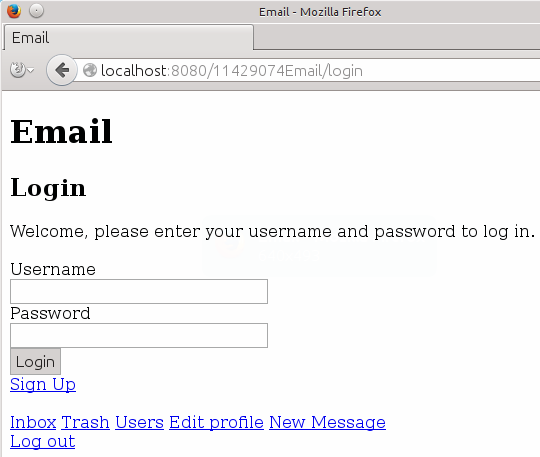 Email - Mozilla Firefox
Email
localhost:8080/11429074Email/login
Email
Login
Welcome, please enter your username and password to log in.
Username
Password
Login
Sign Up
Inbox Trash Users Edit profile New Message
Log out